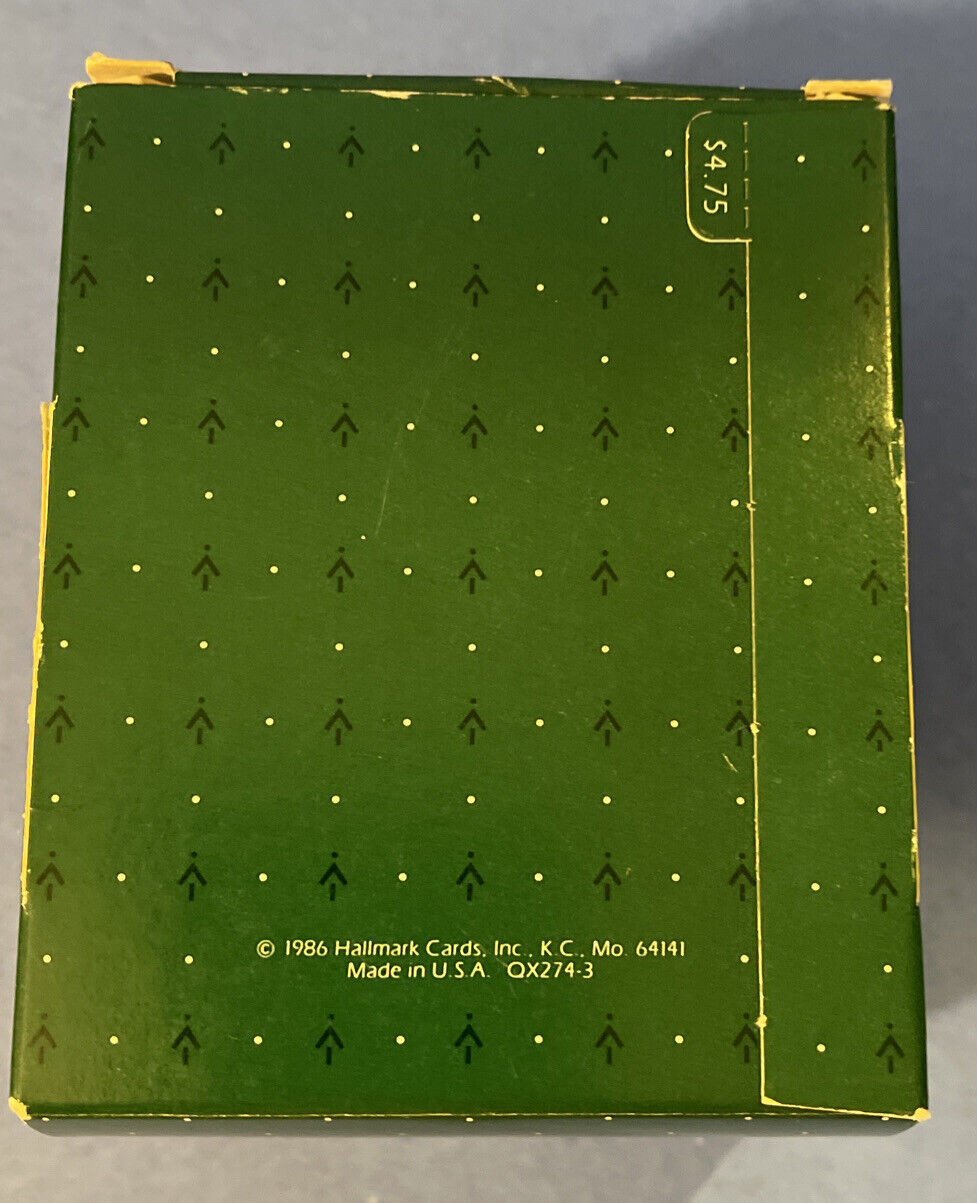 $4.75
© 1986 Hallmark Cards, Inc., K.C., Mo. 64141
Made in U.S.A. QX274-3